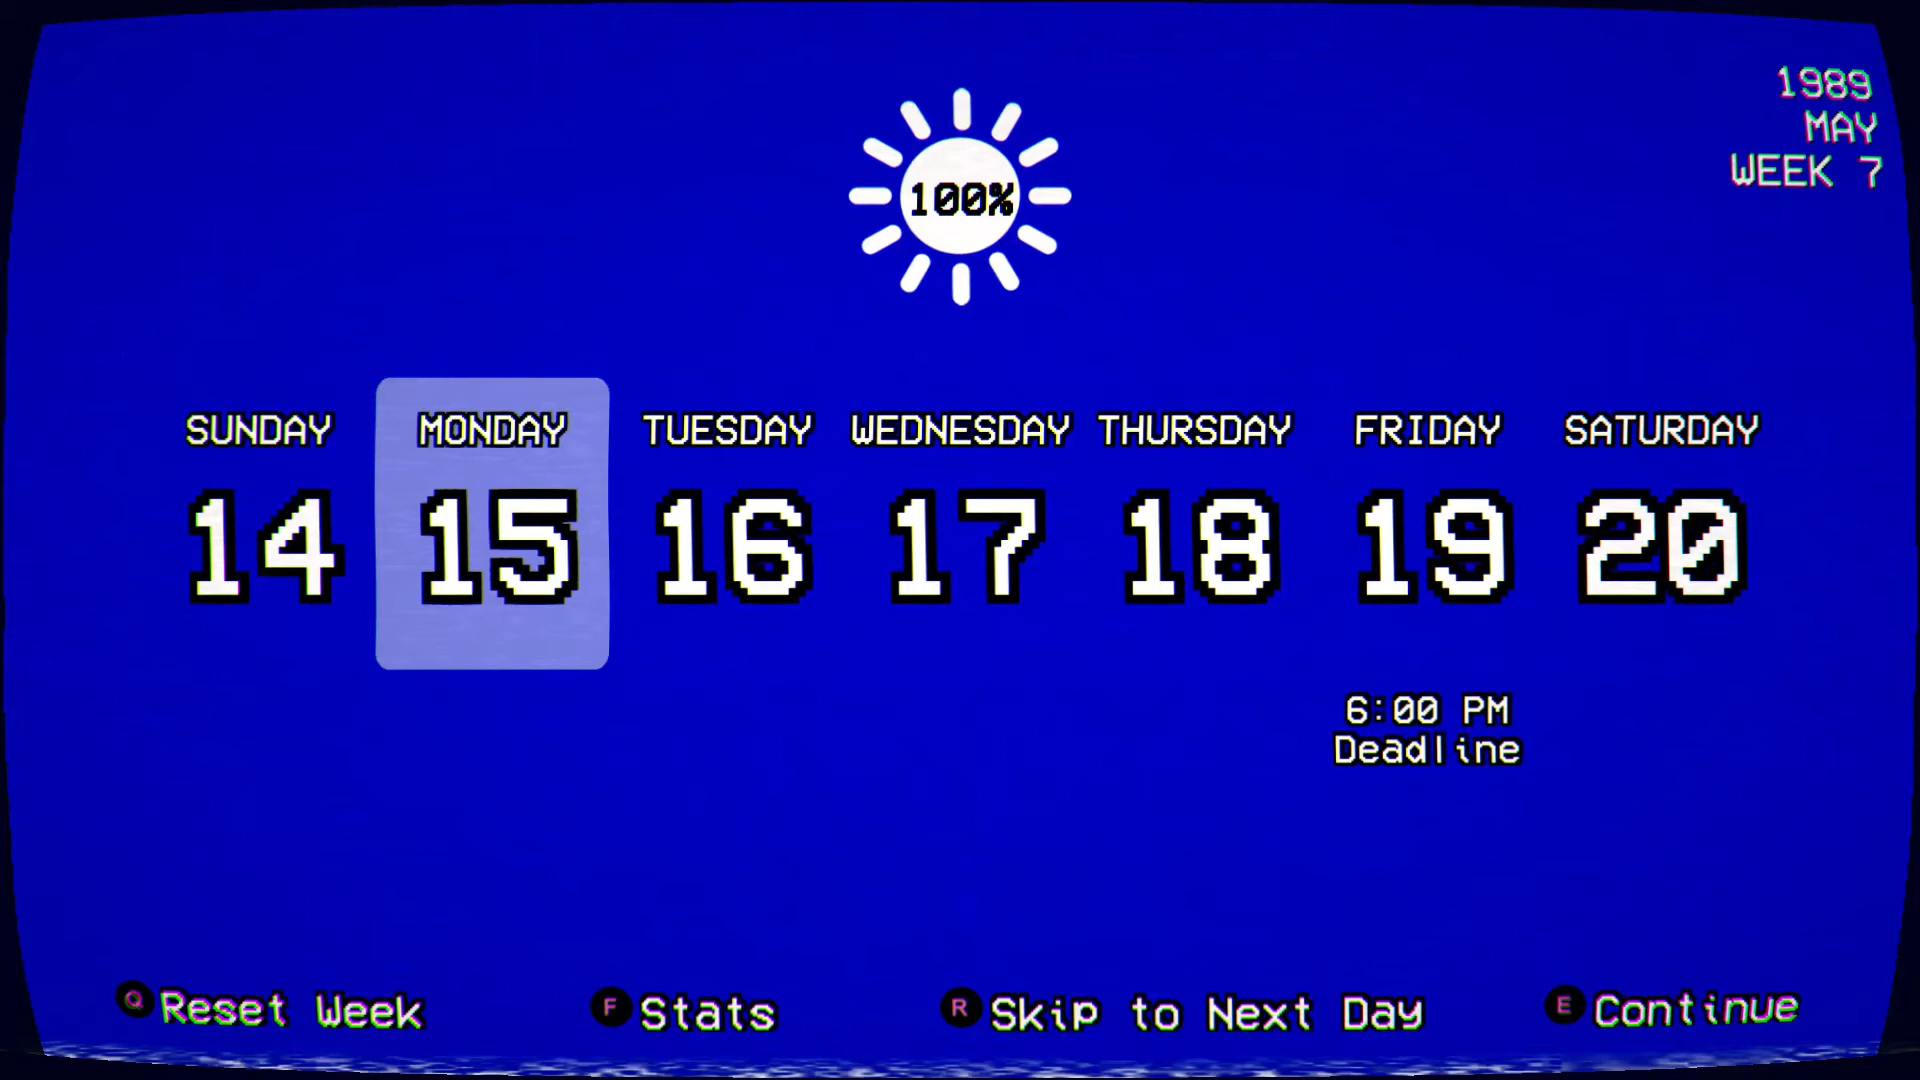 1989
MAY
WEEK 7
100%
SUNDAY MONDAY TUESDAY WEDNESDAY THURSDAY FRIDAY SATURDAY
14 15 16 17 18 19 20
6:00 PM
Deadline
Q Reset Week F Stats R Skip to Next Day E Continue